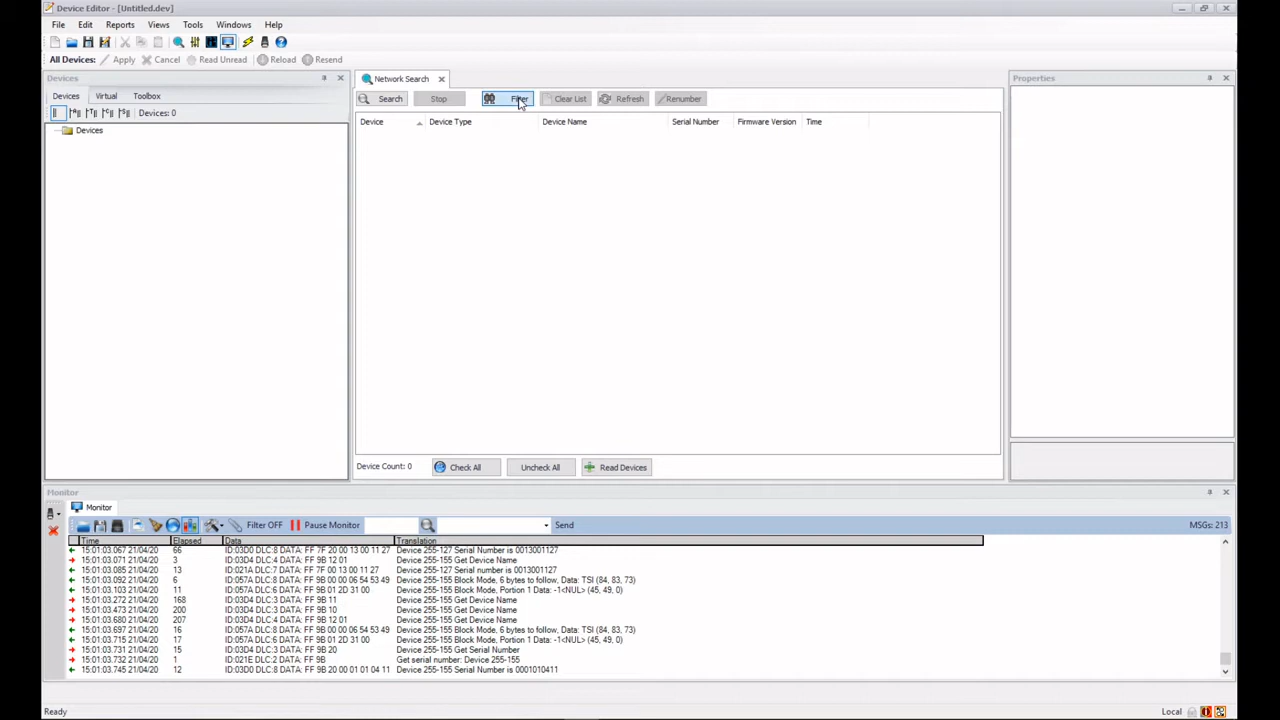 Device Editor - [Untitled.dev]
File Edit Reports Views Tools Windows Help
All Devices: Apply Cancel Read Unread Reload Resend
Devices
Devices Virtual Toolbox
Devices: 0
Devices
Network Search
Search Stop Filter Clear List Refresh Renumber
Device Device Type Device Name Serial Number Firmware Version Time
Device Count: 0 Check All Uncheck All Read Devices
Properties
Monitor
Monitor
Filter OFF Pause Monitor Send MSGs: 213
Time Elapsed Data Translation
15:01:03.067 21/04/20 66 ID:03D0 DLC:8 DATA: FF 7F 20 00 13 00 11 27 Device 255-127 Serial Number is 0013001127
15:01:03.071 21/04/20 3 ID:03D4 DLC:4 DATA: FF 9B 12 01 Device 255-155 Get Device Name
15:01:03.085 21/04/20 13 ID:021A DLC:7 DATA: FF 7F 00 13 00 11 27 Device 255-127 Serial number is 0013001127
15:01:03.092 21/04/20 6 ID:057A DLC:8 DATA: FF 9B 00 00 06 54 53 49 Device 255-155 Block Mode, 6 bytes to follow, Data: TSI (84, 83, 73)
15:01:03.103 21/04/20 11 ID:057A DLC:6 DATA: FF 9B 01 2D 31 00 Device 255-155 Block Mode, Portion 1 Data: -1<NUL> (45, 49, 0)
15:01:03.272 21/04/20 168 ID:03D4 DLC:3 DATA: FF 9B 11 Device 255-155 Get Device Name
15:01:03.473 21/04/20 200 ID:03D4 DLC:3 DATA: FF 9B 10 Device 255-155 Get Device Name
15:01:03.680 21/04/20 207 ID:03D4 DLC:4 DATA: FF 9B 12 01 Device 255-155 Get Device Name
15:01:03.697 21/04/20 16 ID:057A DLC:8 DATA: FF 9B 00 00 06 54 53 49 Device 255-155 Block Mode, 6 bytes to follow, Data: TSI (84, 83, 73)
15:01:03.715 21/04/20 17 ID:057A DLC:6 DATA: FF 9B 01 2D 31 00 Device 255-155 Block Mode, Portion 1 Data: -1<NUL> (45, 49, 0)
15:01:03.731 21/04/20 15 ID:03D4 DLC:3 DATA: FF 9B 20 Device 255-155 Get Serial Number
15:01:03.732 21/04/20 1 ID:021E DLC:2 DATA: FF 9B Get serial number: Device 255-155
15:01:03.745 21/04/20 12 ID:03D0 DLC:8 DATA: FF 9B 20 00 01 01 04 11 Device 255-155 Serial Number is 0001010411
Ready Local